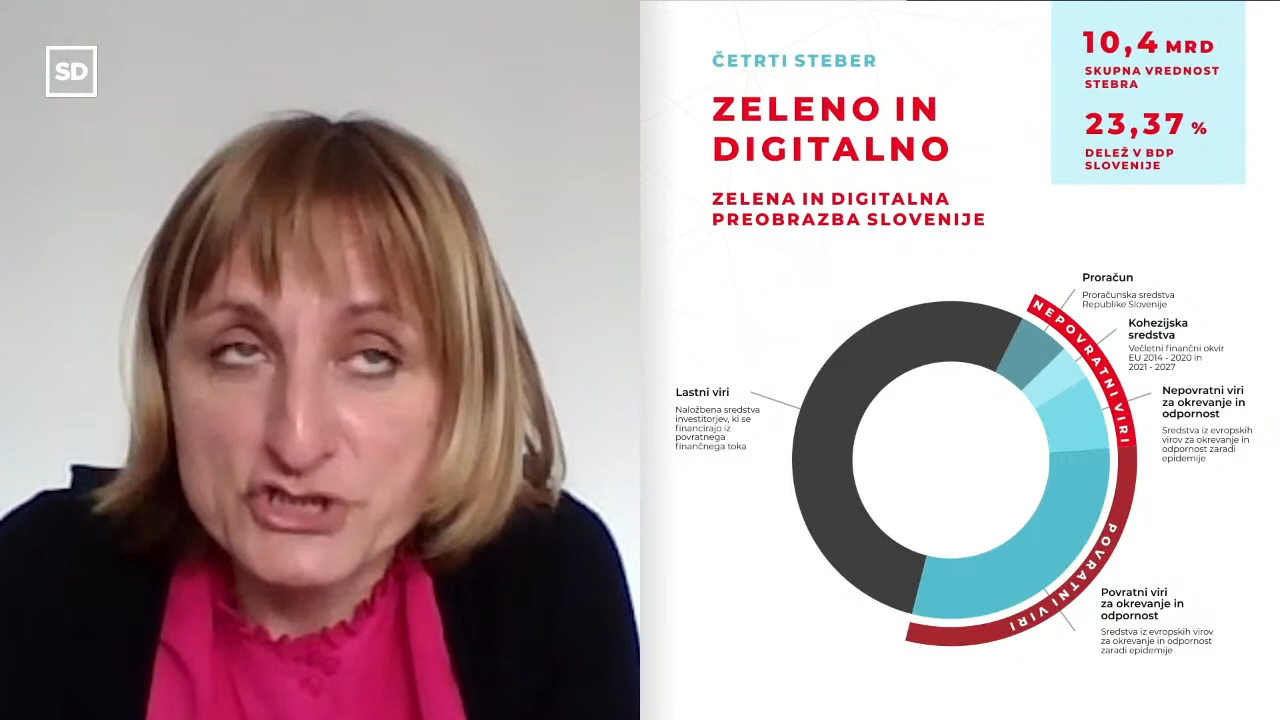 SD
ČETRTI STEBER
ZELENO IN
DIGITALNO
ZELENA IN DIGITALNA
PREOBRAZBA SLOVENIJE
10,4 MRD
SKUPNA VREDNOST
STEBRA
23,37 %
DELEŽ V BDP
SLOVENIJE
Proračun
Proračunska sredstva
Republike Slovenije
Kohezijska
sredstva
Večletni finančni okvir
EU 2014 - 2020 in
2021 - 2027
Nepovratni viri
za okrevanje in
odpornost
Sredstva iz evropskih
virov za okrevanje in
odpornost zaradi
epidemije
NEPOVRATNI VIRI
Lastni viri
Naložbena sredstva
investitorjev, ki se
financirajo iz
povratnega
finančnega toka
POVRATNI VIRI
Povratni viri
za okrevanje in
odpornost
Sredstva iz evropskih virov
za okrevanje in odpornost
zaradi epidemije